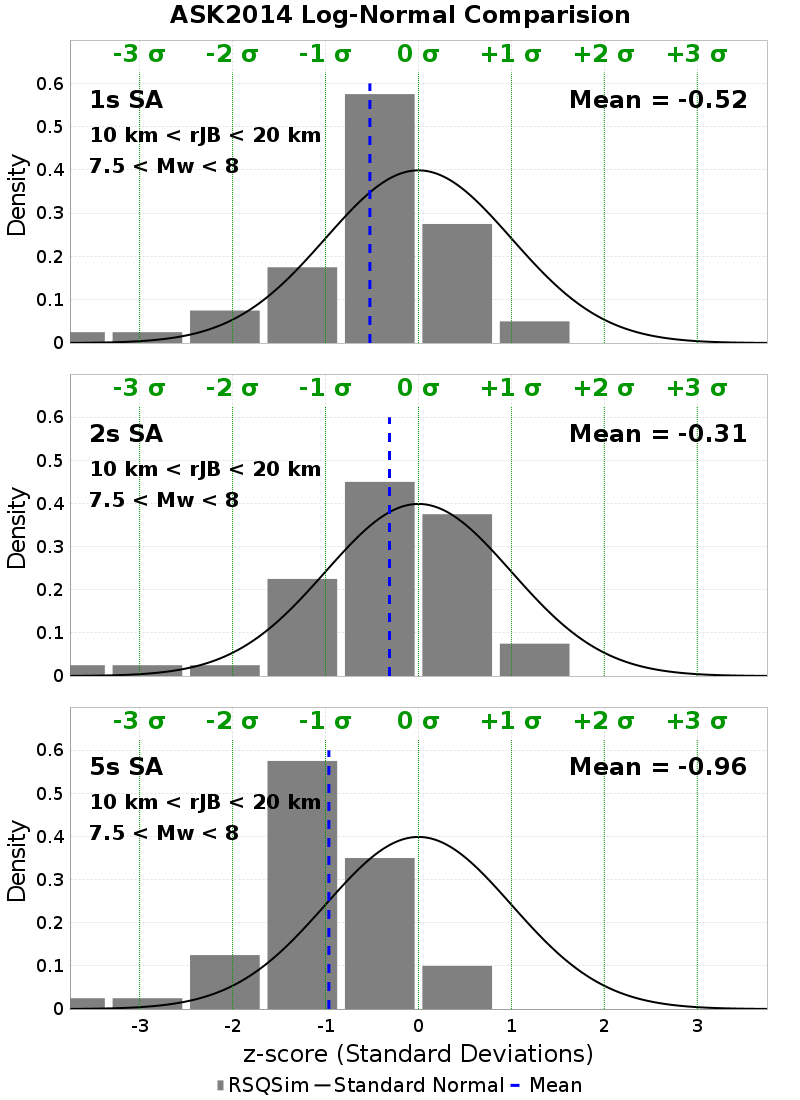 ASK2014 Log-Normal Comparision
-3 σ -2 σ -1 σ 0 σ +1 σ +2 σ +3 σ
1s SA
Mean = -0.52
10 km < rJB < 20 km
7.5 < Mw < 8
Density
0.6
0.5
0.4
0.3
0.2
0.1
0
-3 σ -2 σ -1 σ 0 σ +1 σ +2 σ +3 σ
2s SA
Mean = -0.31
10 km < rJB < 20 km
7.5 < Mw < 8
Density
0.6
0.5
0.4
0.3
0.2
0.1
0
-3 σ -2 σ -1 σ 0 σ +1 σ +2 σ +3 σ
5s SA
Mean = -0.96
10 km < rJB < 20 km
7.5 < Mw < 8
Density
0.6
0.5
0.4
0.3
0.2
0.1
0
-3 -2 -1 0 1 2 3
z-score (Standard Deviations)
RSQSim Standard Normal Mean